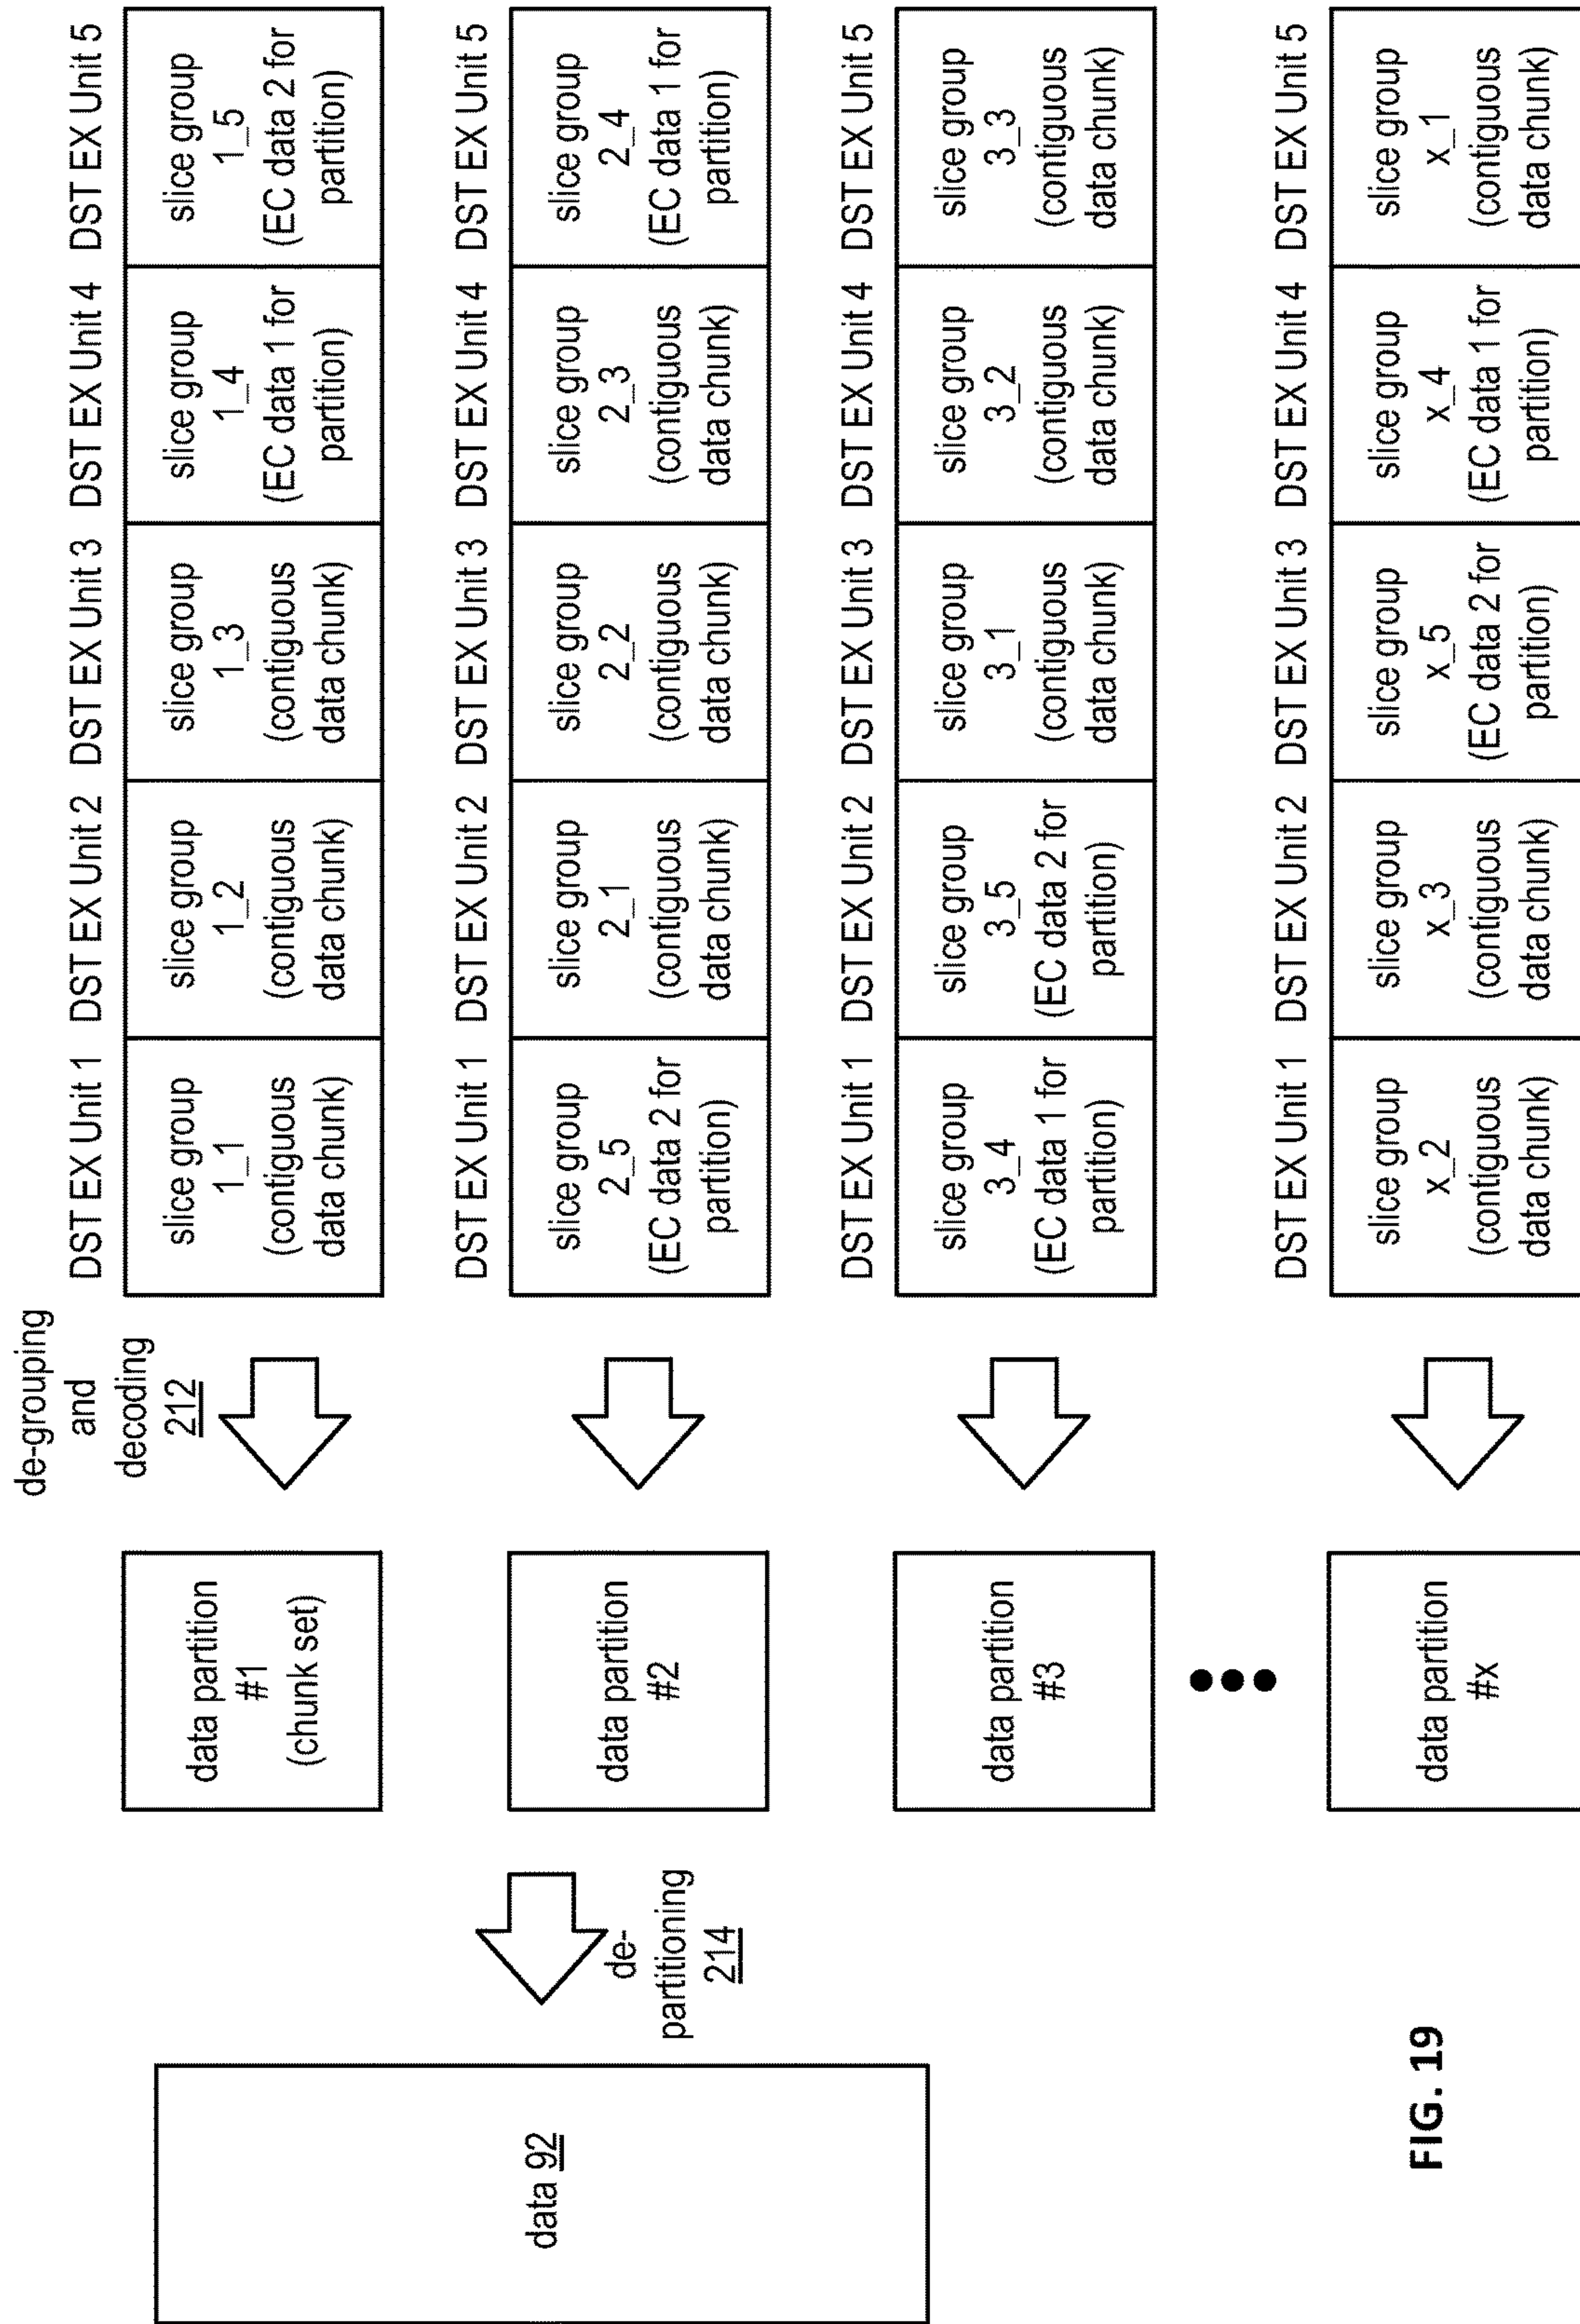 de-grouping
and
decoding
212
DST EX Unit 1
DST EX Unit 2
DST EX Unit 3
DST EX Unit 4
DST EX Unit 5
data 92
de-
partitioning
214
data partition
#1
(chunk set)
slice group
1_1
(contiguous
data chunk)
slice group
1_2
(contiguous
data chunk)
slice group
1_3
(contiguous
data chunk)
slice group
1_4
(EC data 1 for
partition)
slice group
1_5
(EC data 2 for
partition)
DST EX Unit 1
DST EX Unit 2
DST EX Unit 3
DST EX Unit 4
DST EX Unit 5
data partition
#2
slice group
2_5
(EC data 2 for
partition)
slice group
2_1
(contiguous
data chunk)
slice group
2_2
(contiguous
data chunk)
slice group
2_3
(contiguous
data chunk)
slice group
2_4
(EC data 1 for
partition)
DST EX Unit 1
DST EX Unit 2
DST EX Unit 3
DST EX Unit 4
DST EX Unit 5
data partition
#3
slice group
3_4
(EC data 1 for
partition)
slice group
3_5
(EC data 2 for
partition)
slice group
3_1
(contiguous
data chunk)
slice group
3_2
(contiguous
data chunk)
slice group
3_3
(contiguous
data chunk)
DST EX Unit 1
DST EX Unit 2
DST EX Unit 3
DST EX Unit 4
DST EX Unit 5
data partition
#x
slice group
x_2
(contiguous
data chunk)
slice group
x_3
(contiguous
data chunk)
slice group
x_5
(EC data 2 for
partition)
slice group
x_4
(EC data 1 for
partition)
slice group
x_1
(contiguous
data chunk)
FIG. 19